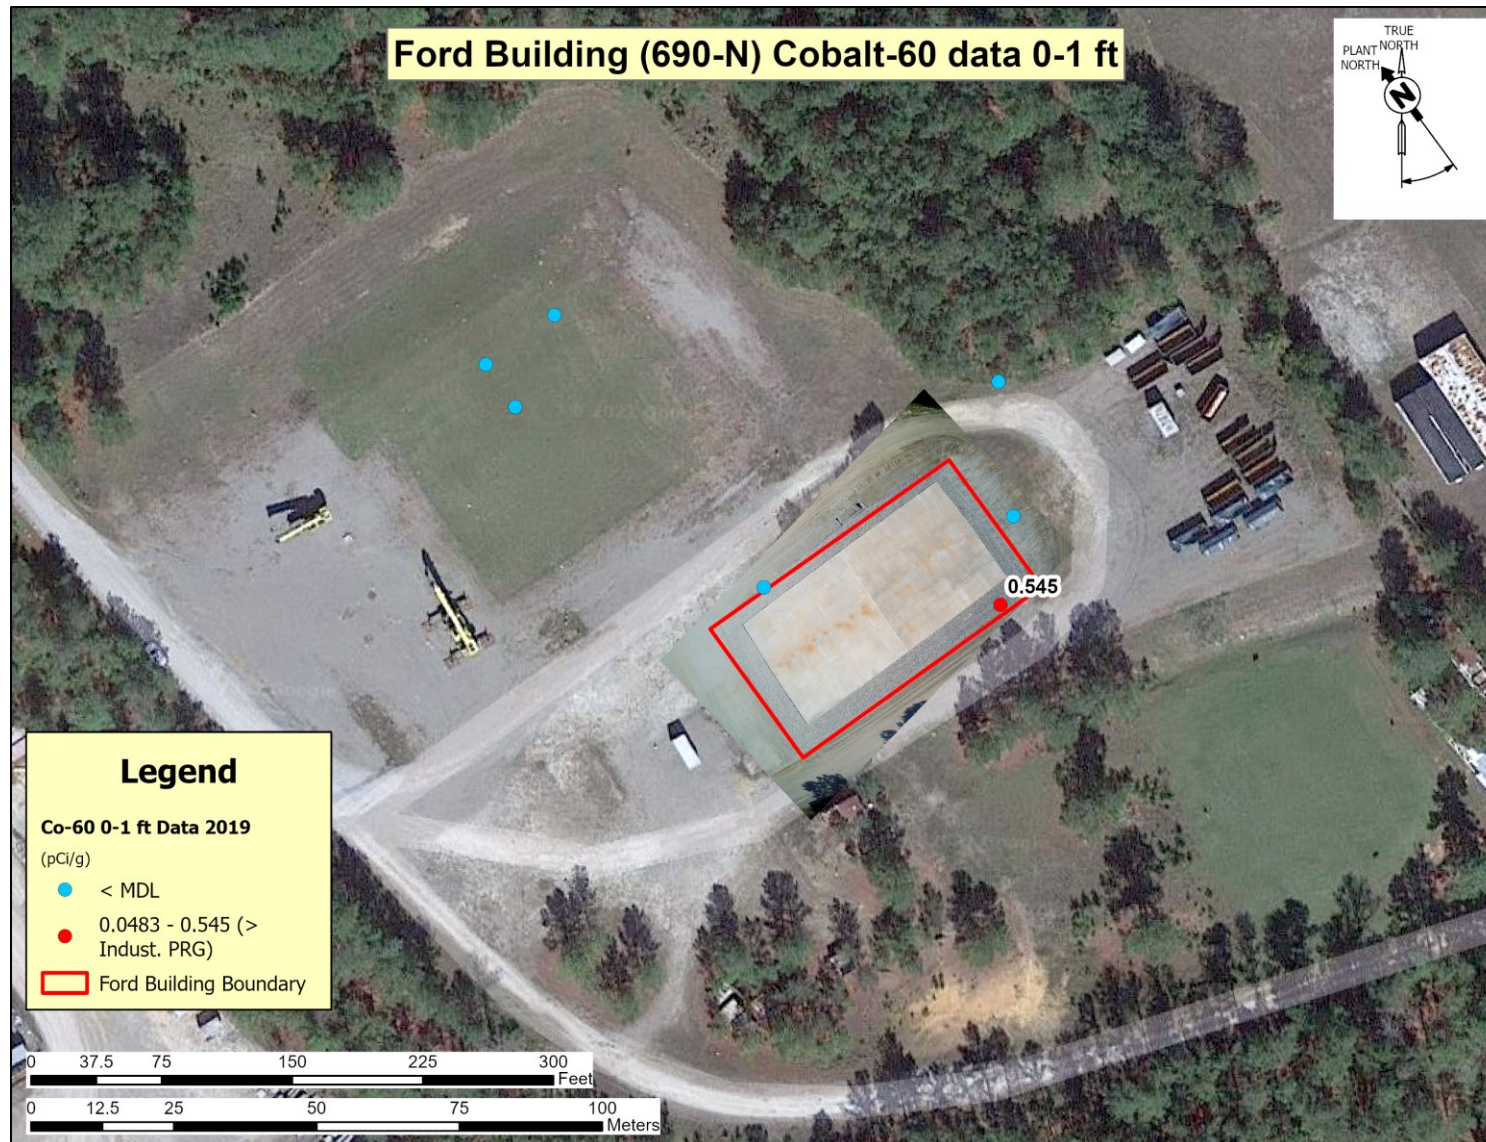 Ford Building (690-N) Cobalt-60 data 0-1 ft
TRUE
NORTH
PLANT
NORTH
N
0.545
Legend
Co-60 0-1 ft Data 2019
(pCi/g)
< MDL
0.0483 - 0.545 (>
Indust. PRG)
Ford Building Boundary
0 37.5 75 150 225 300
Feet
0 12.5 25 50 75 100
Meters